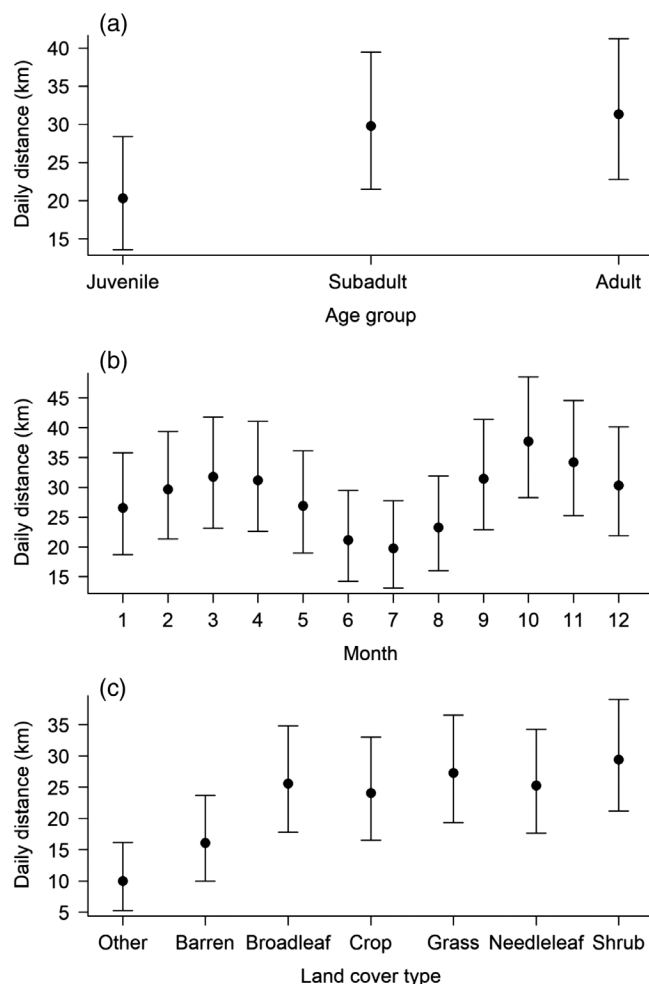 (a)
Daily distance (km)
40
35
30
25
20
15
Juvenile Subadult Adult
Age group
(b)
Daily distance (km)
45
40
35
30
25
20
15
1 2 3 4 5 6 7 8 9 10 11 12
Month
(c)
Daily distance (km)
35
30
25
20
15
10
5
Other Barren Broadleaf Crop Grass Needleleaf Shrub
Land cover type